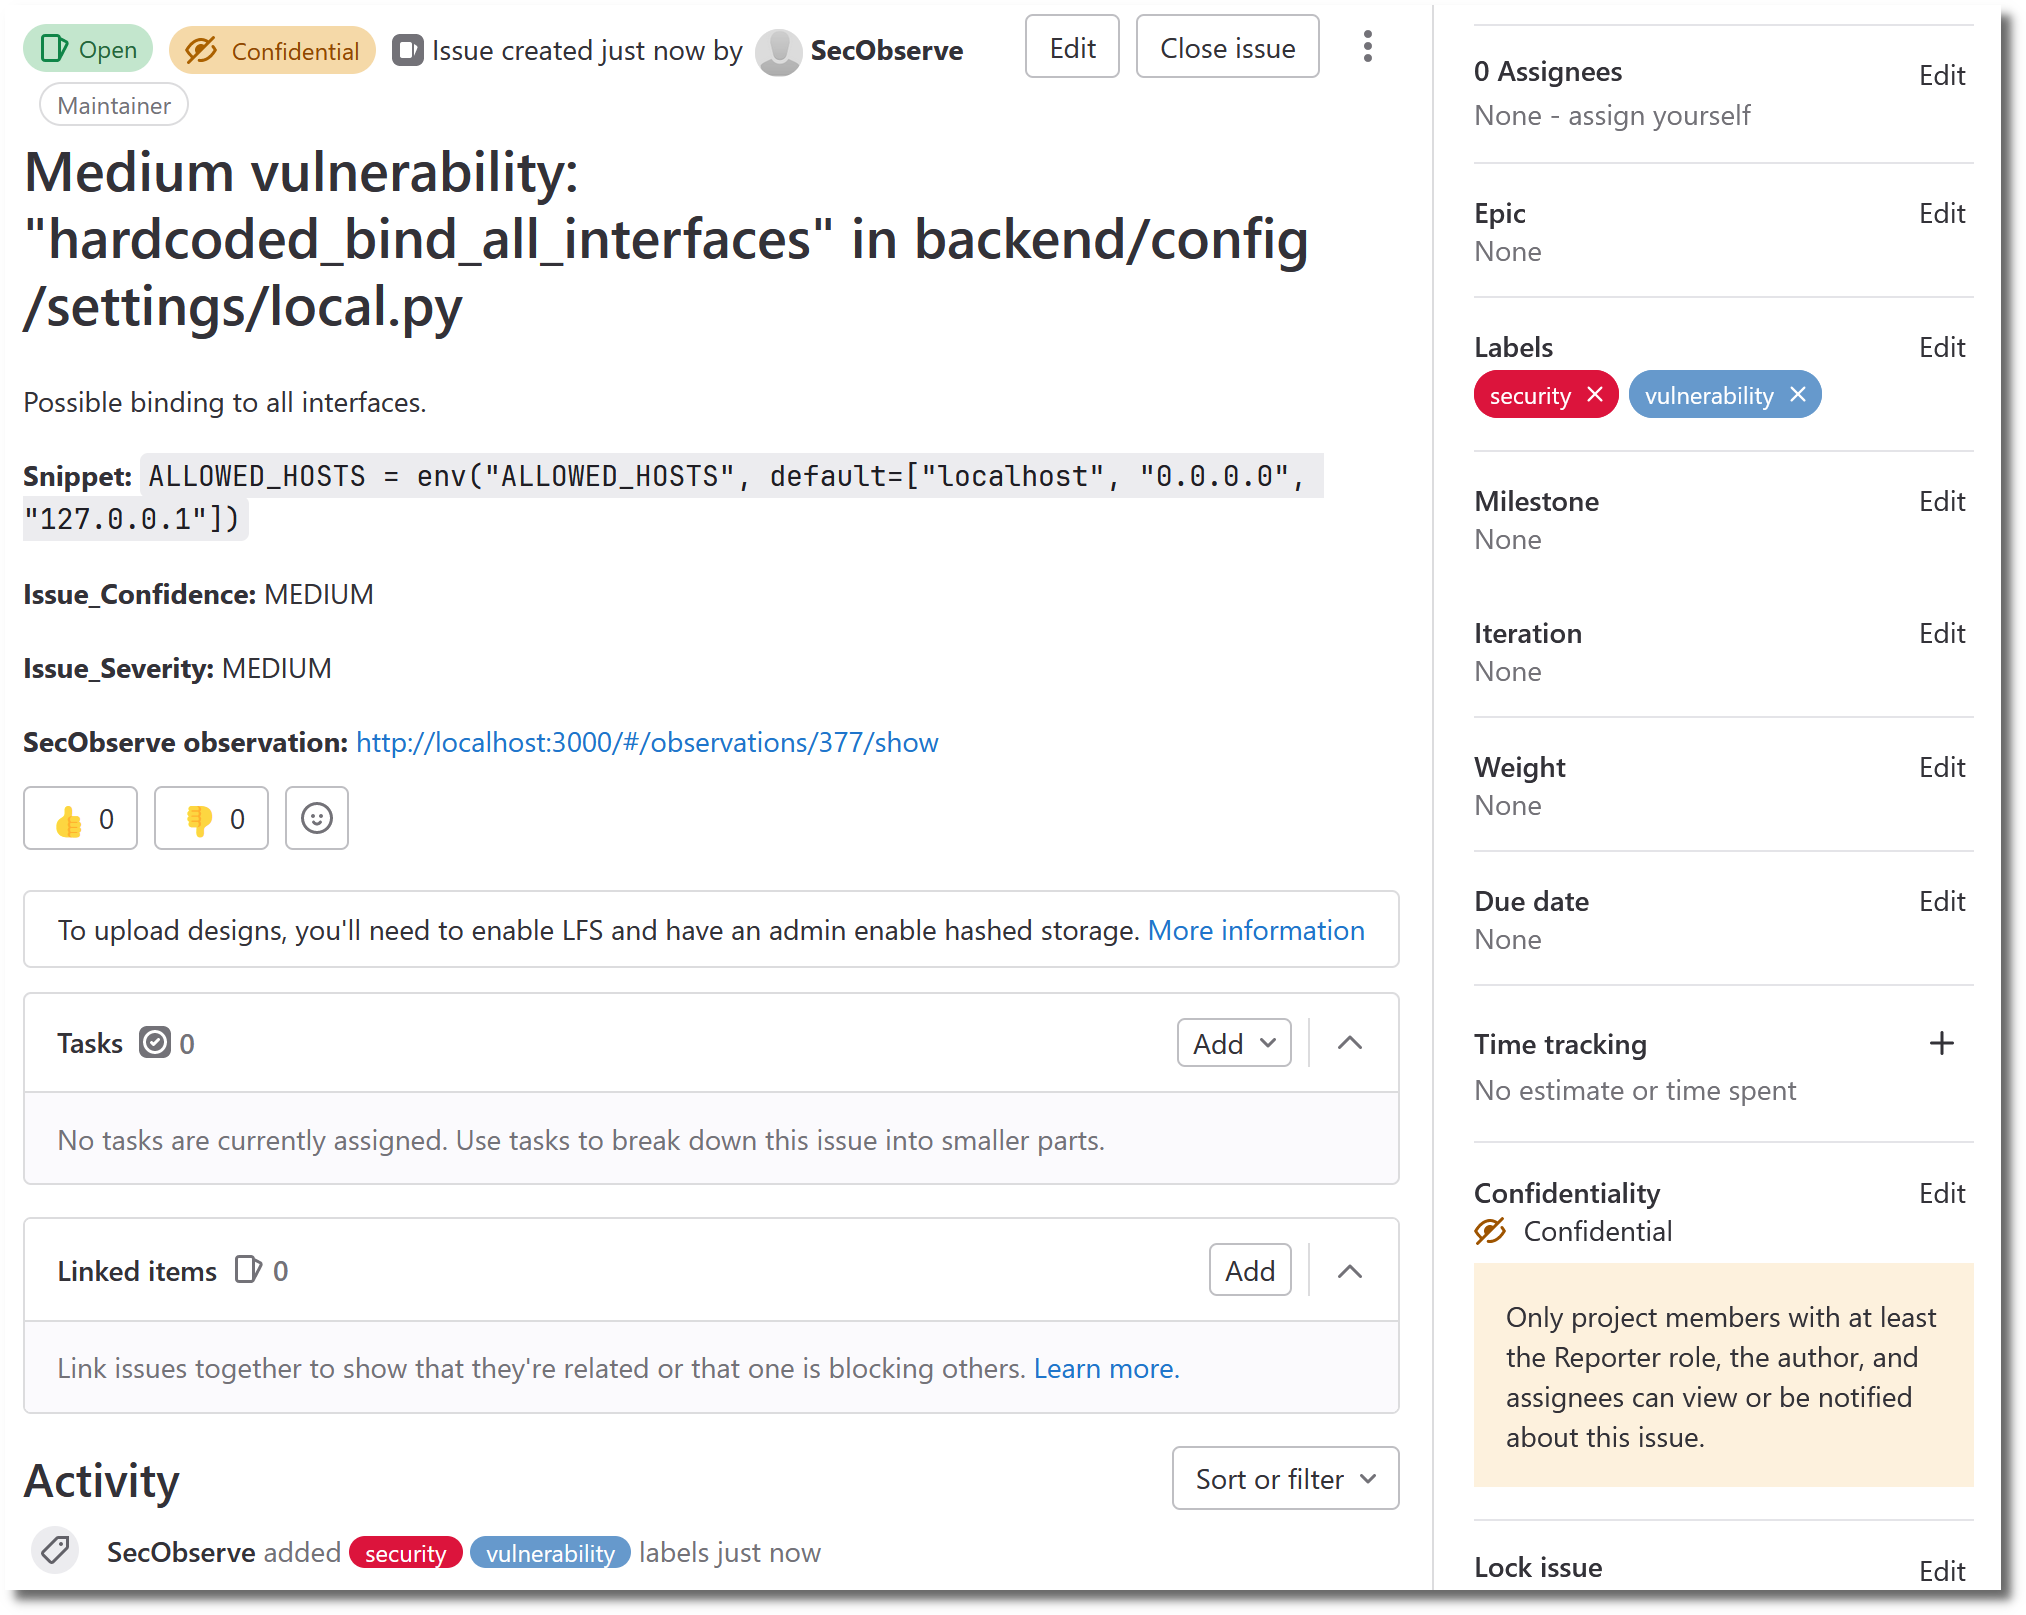 Open Confidential Issue created just now by SecObserve Edit Close issue
Maintainer
Medium vulnerability:
"hardcoded_bind_all_interfaces" in backend/config
/settings/local.py
Possible binding to all interfaces.
Snippet: ALLOWED_HOSTS = env("ALLOWED_HOSTS", default=["localhost", "0.0.0.0",
"127.0.0.1"])
Issue_Confidence: MEDIUM
Issue_Severity: MEDIUM
SecObserve observation: http://localhost:3000/#/observations/377/show
0 0
To upload designs, you'll need to enable LFS and have an admin enable hashed storage. More information
Tasks 0 Add
No tasks are currently assigned. Use tasks to break down this issue into smaller parts.
Linked items 0 Add
Link issues together to show that they're related or that one is blocking others. Learn more.
Activity Sort or filter
SecObserve added security vulnerability labels just now
0 Assignees Edit
None - assign yourself
Epic Edit
None
Labels Edit
security vulnerability
Milestone Edit
None
Iteration Edit
None
Weight Edit
None
Due date Edit
None
Time tracking
No estimate or time spent
Confidentiality Edit
Confidential
Only project members with at least
the Reporter role, the author, and
assignees can view or be notified
about this issue.
Lock issue Edit